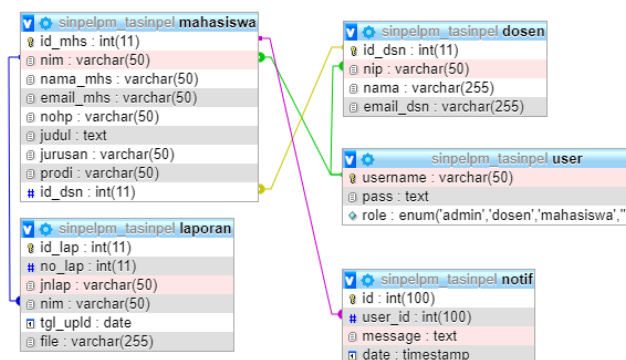 sinpelpm_tasinpel mahasiswa
id_mhs : int(11)
nim : varchar(50)
nama_mhs : varchar(50)
email_mhs : varchar(50)
nohp : varchar(50)
judul : text
jurusan : varchar(50)
prodi : varchar(50)
# id_dsn : int(11)
sinpelpm_tasinpel laporan
id_lap : int(11)
# no_lap : int(11)
jnlap : varchar(50)
nim : varchar(50)
tgl_upld : date
file : varchar(255)
sinpelpm_tasinpel dosen
id_dsn : int(11)
nip : varchar(50)
nama : varchar(255)
email_dsn : varchar(255)
sinpelpm_tasinpel user
username : varchar(50)
pass : text
role : enum('admin','dosen','mahasiswa',"
sinpelpm_tasinpel notif
id : int(100)
# user_id : int(100)
message : text
date : timestamp